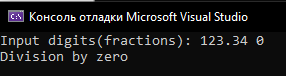 Консоль отладки Microsoft Visual Studio
Input digits(fractions): 123.34 0
Division by zero